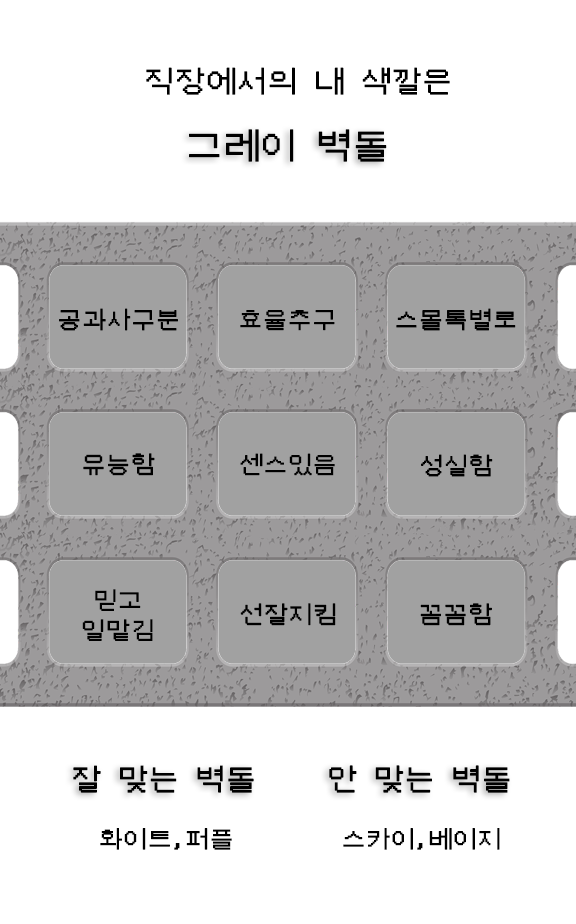 직장에서의 내 색깔은
그레이 벽돌
공과사구분 효율추구 스몰톡별로
유능함 센스있음 성실함
믿고
일맡김 선잘지킴 꼼꼼함
잘 맞는 벽돌 안 맞는 벽돌
화이트,퍼플 스카이,베이지